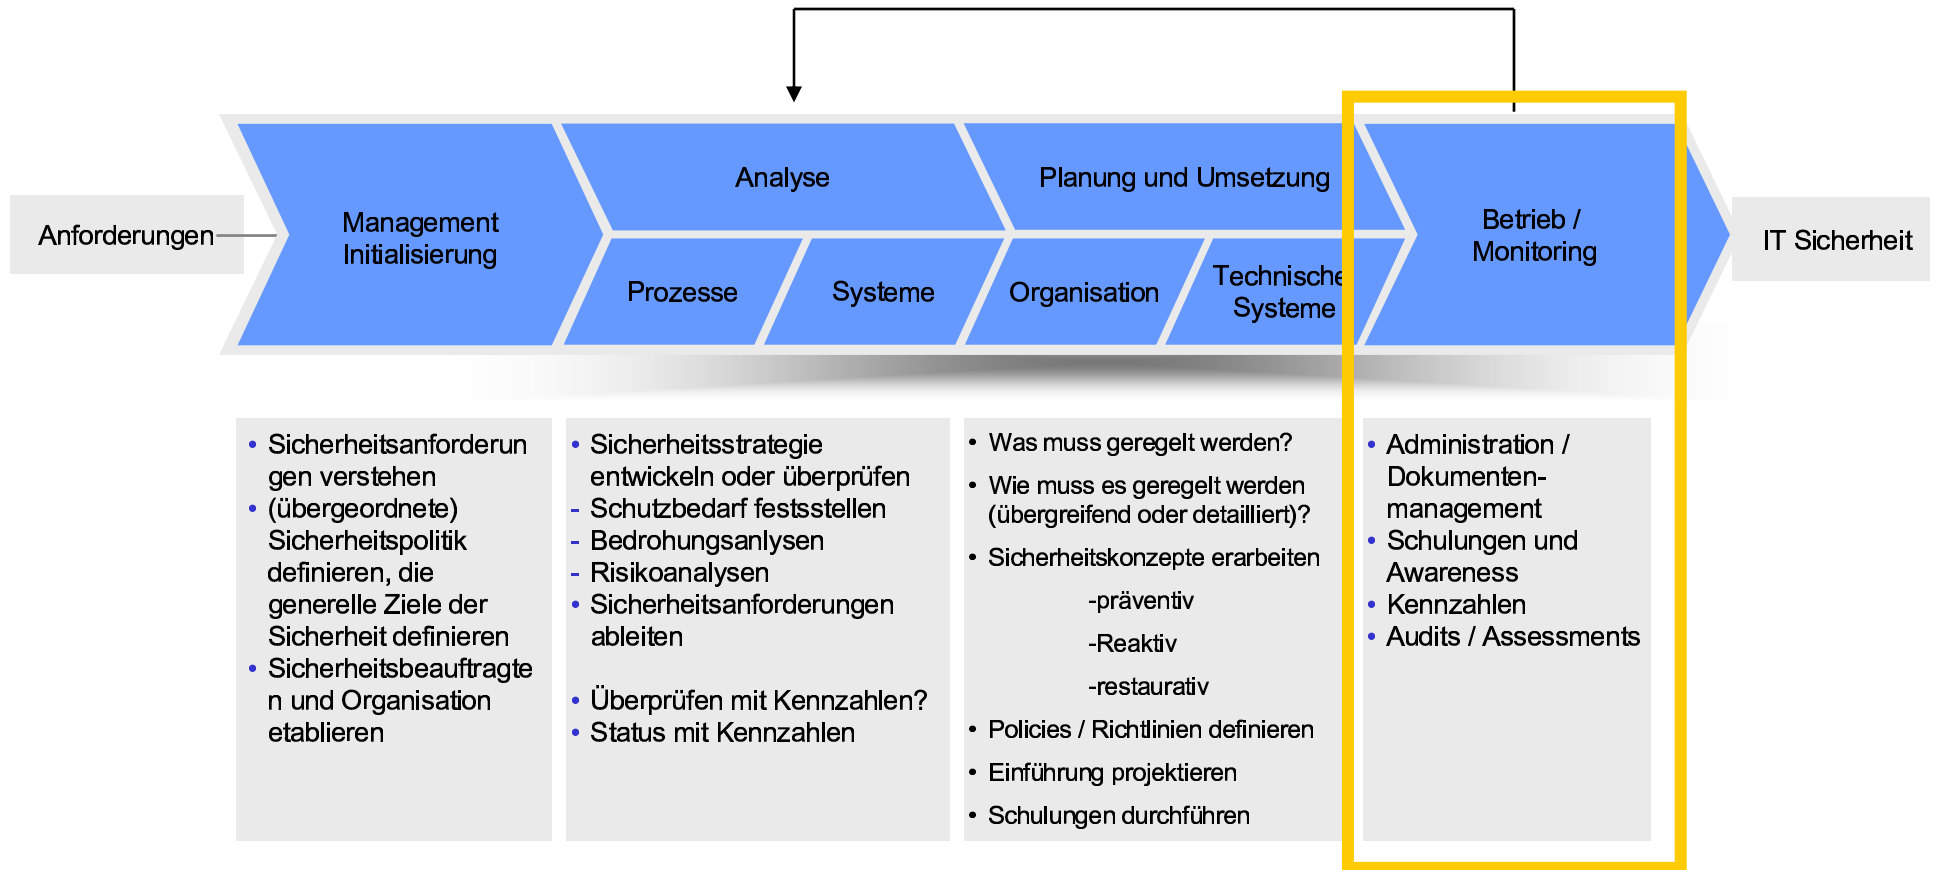 Anforderungen
Management
Initialisierung
Analyse
Prozesse
Systeme
Planung und Umsetzung
Organisation
Technische
Systeme
Betrieb /
Monitoring
IT Sicherheit
• Sicherheitsanforderun
gen verstehen
• (übergeordnete)
Sicherheitspolitik
definieren, die
generelle Ziele der
Sicherheit definieren
• Sicherheitsbeauftragte
n und Organisation
etablieren
• Sicherheitsstrategie
entwickeln oder überprüfen
- Schutzbedarf festsstellen
- Bedrohungsanlysen
- Risikoanalysen
• Sicherheitsanforderungen
ableiten
• Überprüfen mit Kennzahlen?
• Status mit Kennzahlen
• Was muss geregelt werden?
• Wie muss es geregelt werden
(übergreifend oder detailliert)?
• Sicherheitskonzepte erarbeiten
-präventiv
-Reaktiv
-restaurativ
• Policies / Richtlinien definieren
• Einführung projektieren
• Schulungen durchführen
• Administration /
Dokumenten-
management
• Schulungen und
Awareness
• Kennzahlen
• Audits / Assessments